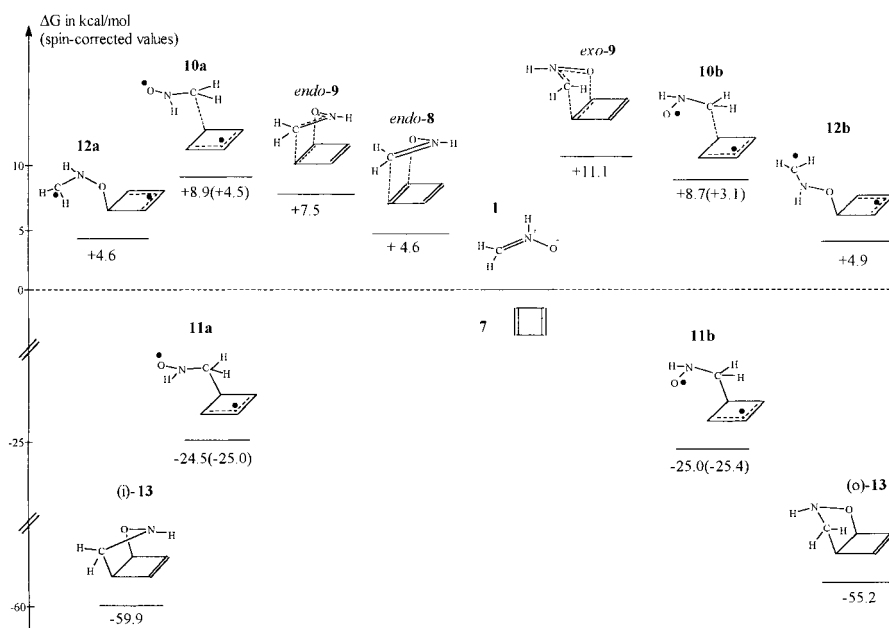 ΔG in kcal/mol
(spin-corrected values)
10a
exo-9
10b
endo-9
endo-8
12a
12b
10
5
0
+8.9(+4.5)
+7.5
+4.6
+ 4.6
+11.1
+8.7(+3.1)
+4.9
1
7
11a
11b
-25
-24.5(-25.0)
-25.0(-25.4)
(i)-13
(o)-13
-60
-59.9
-55.2